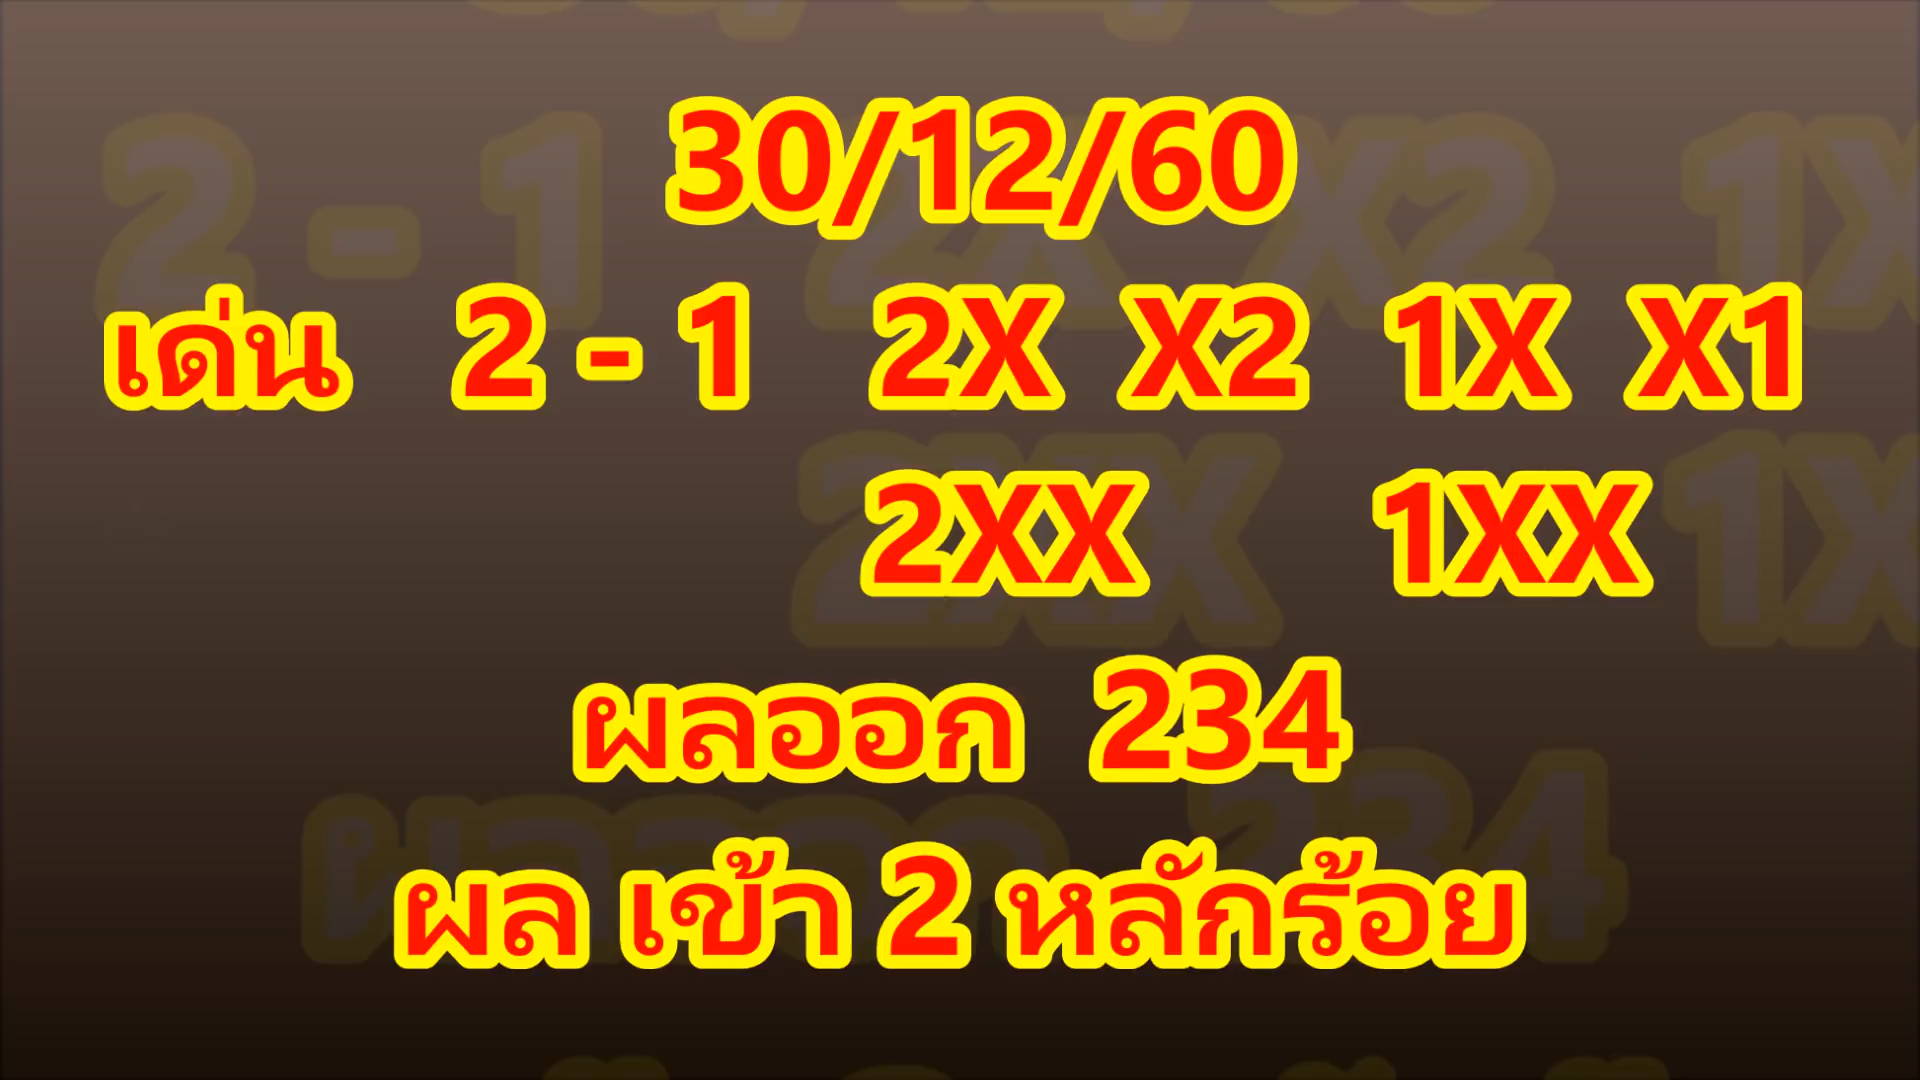 30/12/60
เด่น 2 - 1 2X X2 1X X1
2XX 1XX
ผลออก 234
ผล เข้า 2 หลักร้อย